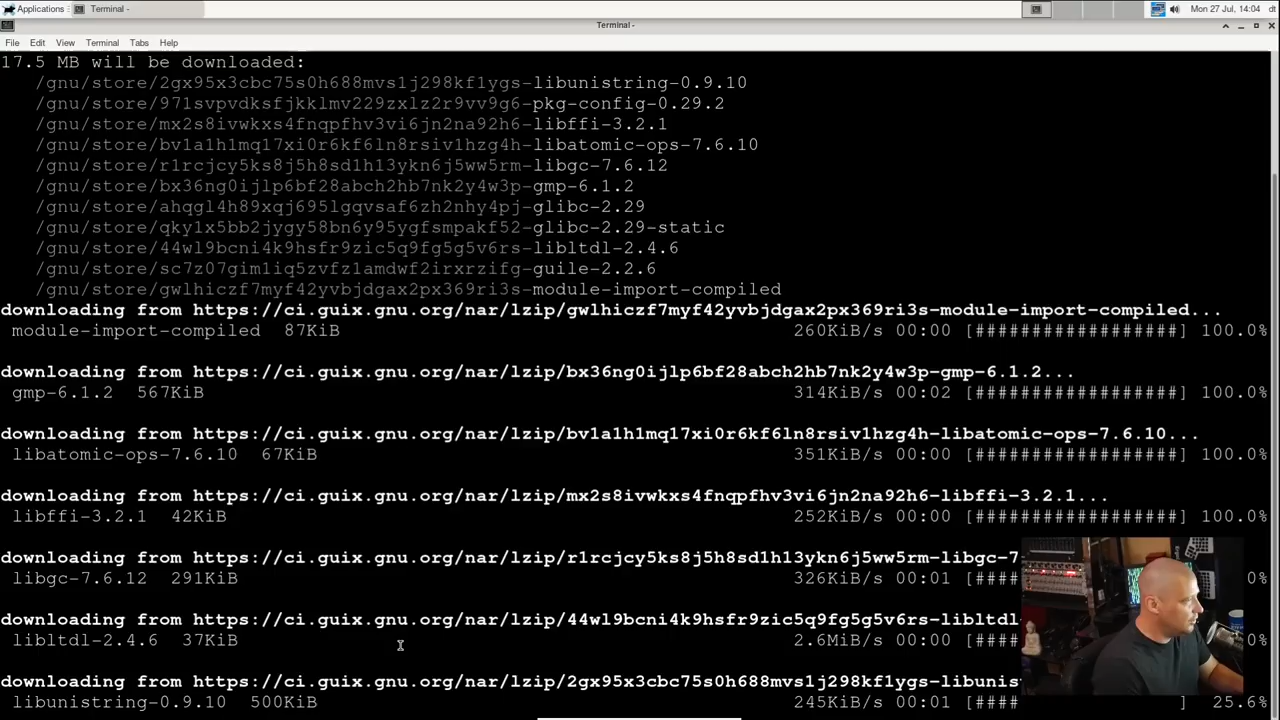 Applications
Terminal -
Mon 27 Jul, 14:04
dt
Terminal -
File Edit View Terminal Tabs Help
17.5 MB will be downloaded:
/gnu/store/2gx95x3cbc75s0h688mvs1j298kf1ygs-libunistring-0.9.10
/gnu/store/971svpvdksfjkklmv229zxlz2r9vv9g6-pkg-config-0.29.2
/gnu/store/mx2s8ivwkxs4fnqpfhv3vi6jn2na92h6-libffi-3.2.1
/gnu/store/bv1a1h1mq17xi0r6kf6ln8rsiv1hzg4h-libatomic-ops-7.6.10
/gnu/store/r1rcjcy5ks8j5h8sd1h13ykn6j5ww5rm-libgc-7.6.12
/gnu/store/bx36ng0ijlp6bf28abch2hb7nk2y4w3p-gmp-6.1.2
/gnu/store/ahqgl4h89xqj695lgqvsaf6zh2nhy4pj-glibc-2.29
/gnu/store/qky1x5bb2jygy58bn6y95ygfsmpakf52-glibc-2.29-static
/gnu/store/44wl9bcni4k9hsfr9zic5q9fg5g5v6rs-libltdl-2.4.6
/gnu/store/sc7z07gim1iq5zvfz1amdwf2irxrzifg-guile-2.2.6
/gnu/store/gwlhiczf7myf42yvbjdgax2px369ri3s-module-import-compiled
downloading from https://ci.guix.gnu.org/nar/lzip/gwlhiczf7myf42yvbjdgax2px369ri3s-module-import-compiled...
module-import-compiled 87KiB 260KiB/s 00:00 [##################] 100.0%
downloading from https://ci.guix.gnu.org/nar/lzip/bx36ng0ijlp6bf28abch2hb7nk2y4w3p-gmp-6.1.2...
gmp-6.1.2 567KiB 314KiB/s 00:02 [##################] 100.0%
downloading from https://ci.guix.gnu.org/nar/lzip/bv1a1h1mq17xi0r6kf6ln8rsiv1hzg4h-libatomic-ops-7.6.10...
libatomic-ops-7.6.10 67KiB 351KiB/s 00:00 [##################] 100.0%
downloading from https://ci.guix.gnu.org/nar/lzip/mx2s8ivwkxs4fnqpfhv3vi6jn2na92h6-libffi-3.2.1...
libffi-3.2.1 42KiB 252KiB/s 00:00 [##################] 100.0%
downloading from https://ci.guix.gnu.org/nar/lzip/r1rcjcy5ks8j5h8sd1h13ykn6j5ww5rm-libgc-7
libgc-7.6.12 291KiB 326KiB/s 00:01 [#### 0%
downloading from https://ci.guix.gnu.org/nar/lzip/44wl9bcni4k9hsfr9zic5q9fg5g5v6rs-libltdl
libltdl-2.4.6 37KiB 2.6MiB/s 00:00 [#### 0%
downloading from https://ci.guix.gnu.org/nar/lzip/2gx95x3cbc75s0h688mvs1j298kf1ygs-libunis
libunistring-0.9.10 500KiB 245KiB/s 00:01 [#### ] 25.6%